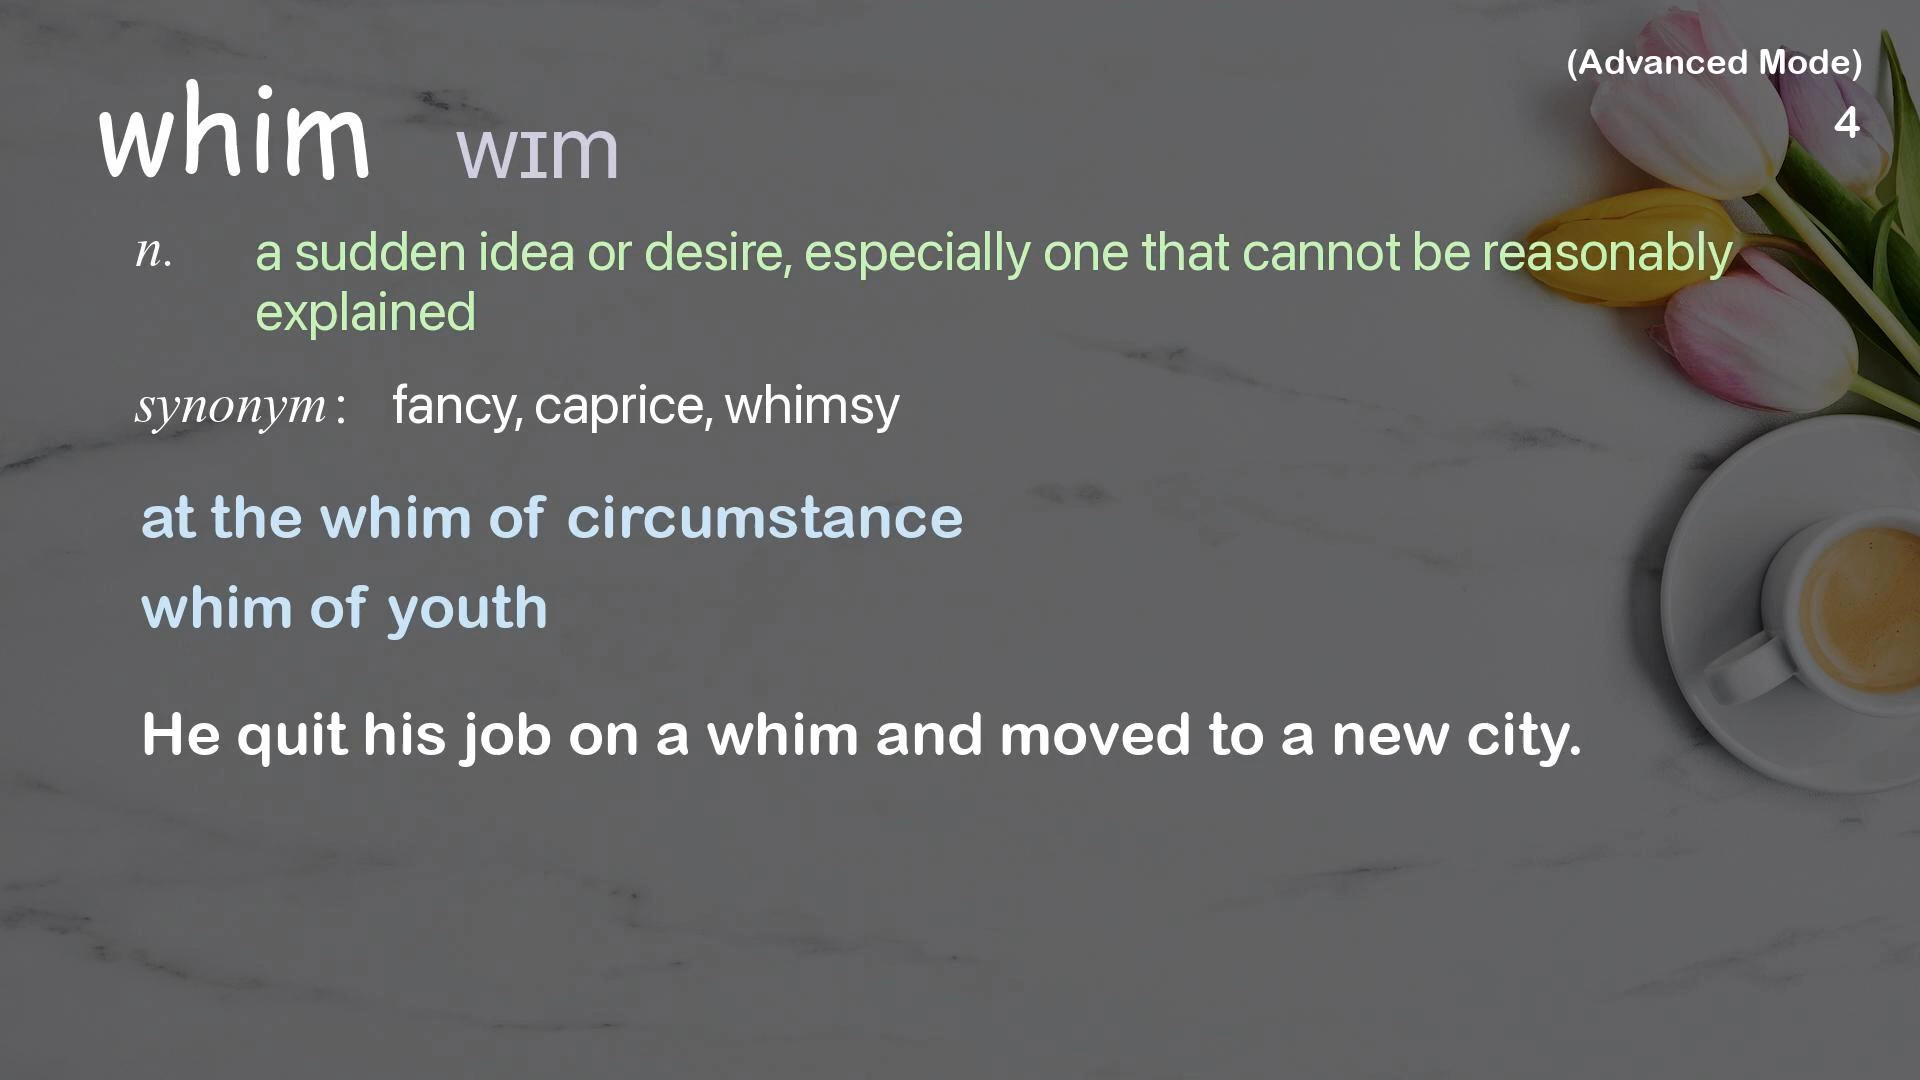 (Advanced Mode)
4
whim wɪm
n. a sudden idea or desire, especially one that cannot be reasonably
explained
synonym: fancy, caprice, whimsy
at the whim of circumstance
whim of youth
He quit his job on a whim and moved to a new city.